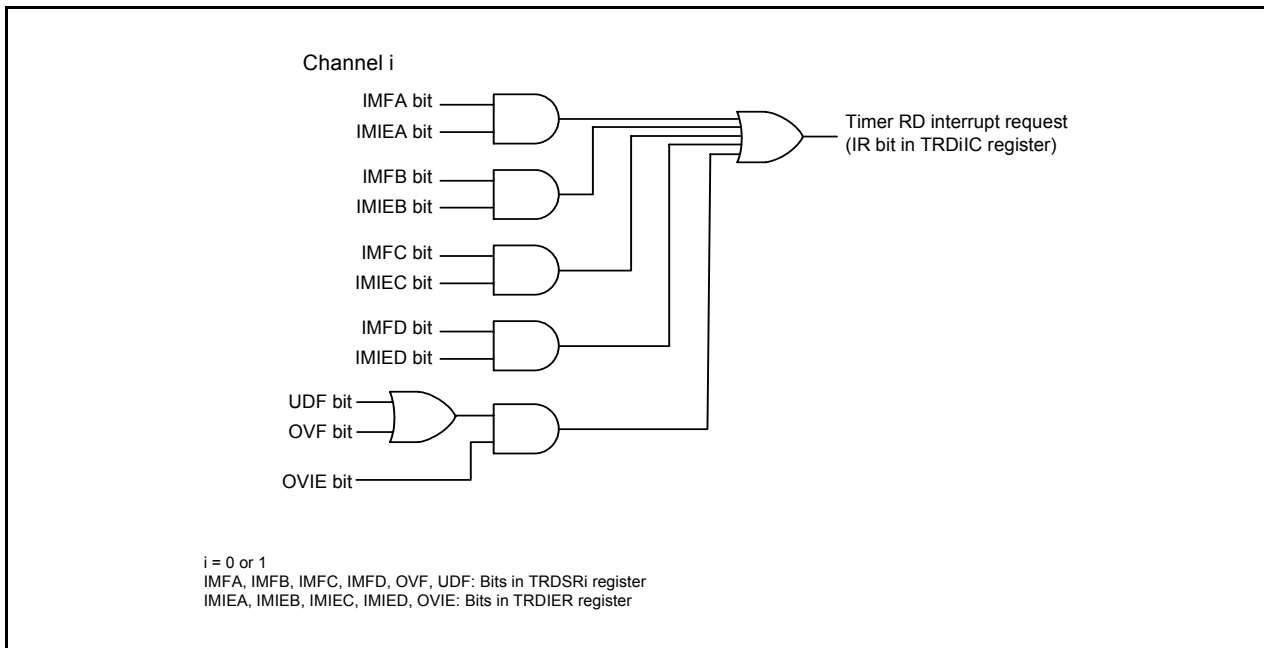 Channel i
IMFA bit
IMIEA bit
IMFB bit
IMIEB bit
IMFC bit
IMIEC bit
IMFD bit
IMIED bit
UDF bit
OVF bit
OVIE bit
Timer RD interrupt request
(IR bit in TRDiIC register)
i = 0 or 1
IMFA, IMFB, IMFC, IMFD, OVF, UDF: Bits in TRDSRi register
IMIEA, IMIEB, IMIEC, IMIED, OVIE: Bits in TRDIER register